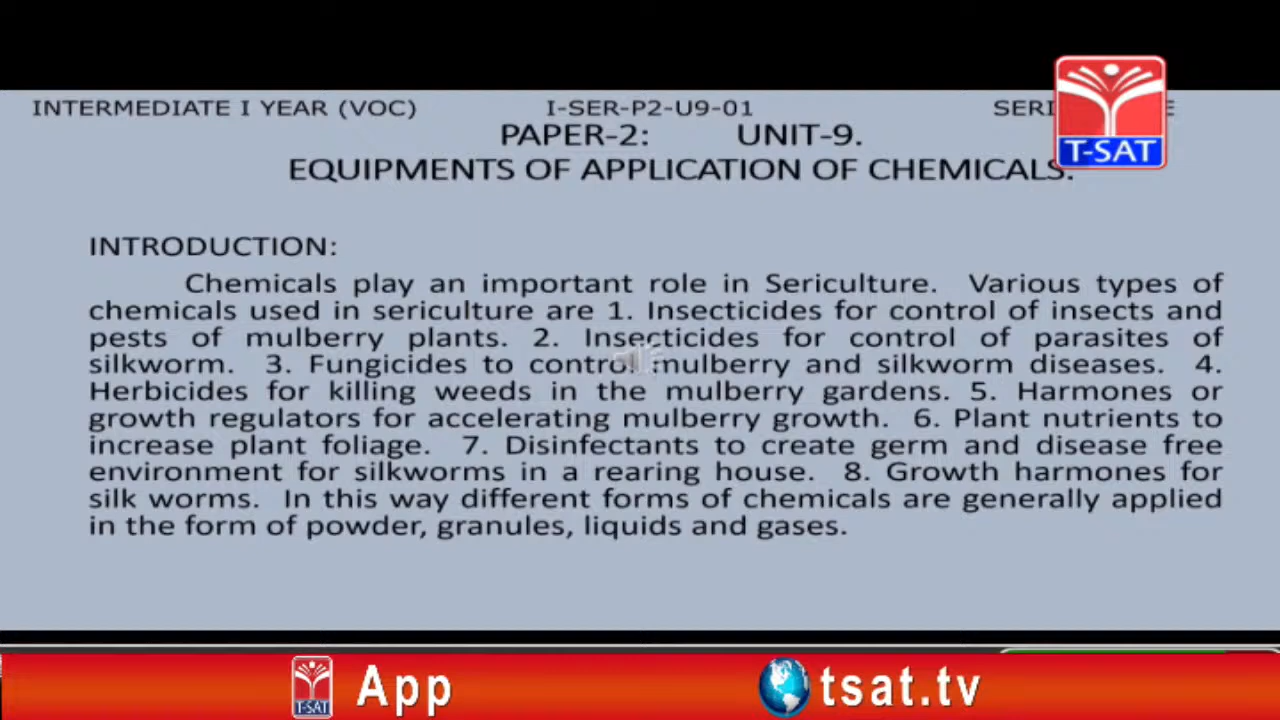 INTERMEDIATE I YEAR (VOC) I-SER-P2-U9-01
PAPER-2: UNIT-9.
EQUIPMENTS OF APPLICATION OF CHEMICALS.
T-SAT
INTRODUCTION:
Chemicals play an important role in Sericulture. Various types of
chemicals used in sericulture are 1. Insecticides for control of insects and
pests of mulberry plants. 2. Insecticides for control of parasites of
silkworm. 3. Fungicides to control mulberry and silkworm diseases. 4.
Herbicides for killing weeds in the mulberry gardens. 5. Harmones or
growth regulators for accelerating mulberry growth. 6. Plant nutrients to
increase plant foliage. 7. Disinfectants to create germ and disease free
environment for silkworms in a rearing house. 8. Growth harmones for
silk worms. In this way different forms of chemicals are generally applied
in the form of powder, granules, liquids and gases.
T-SAT App tsat.tv